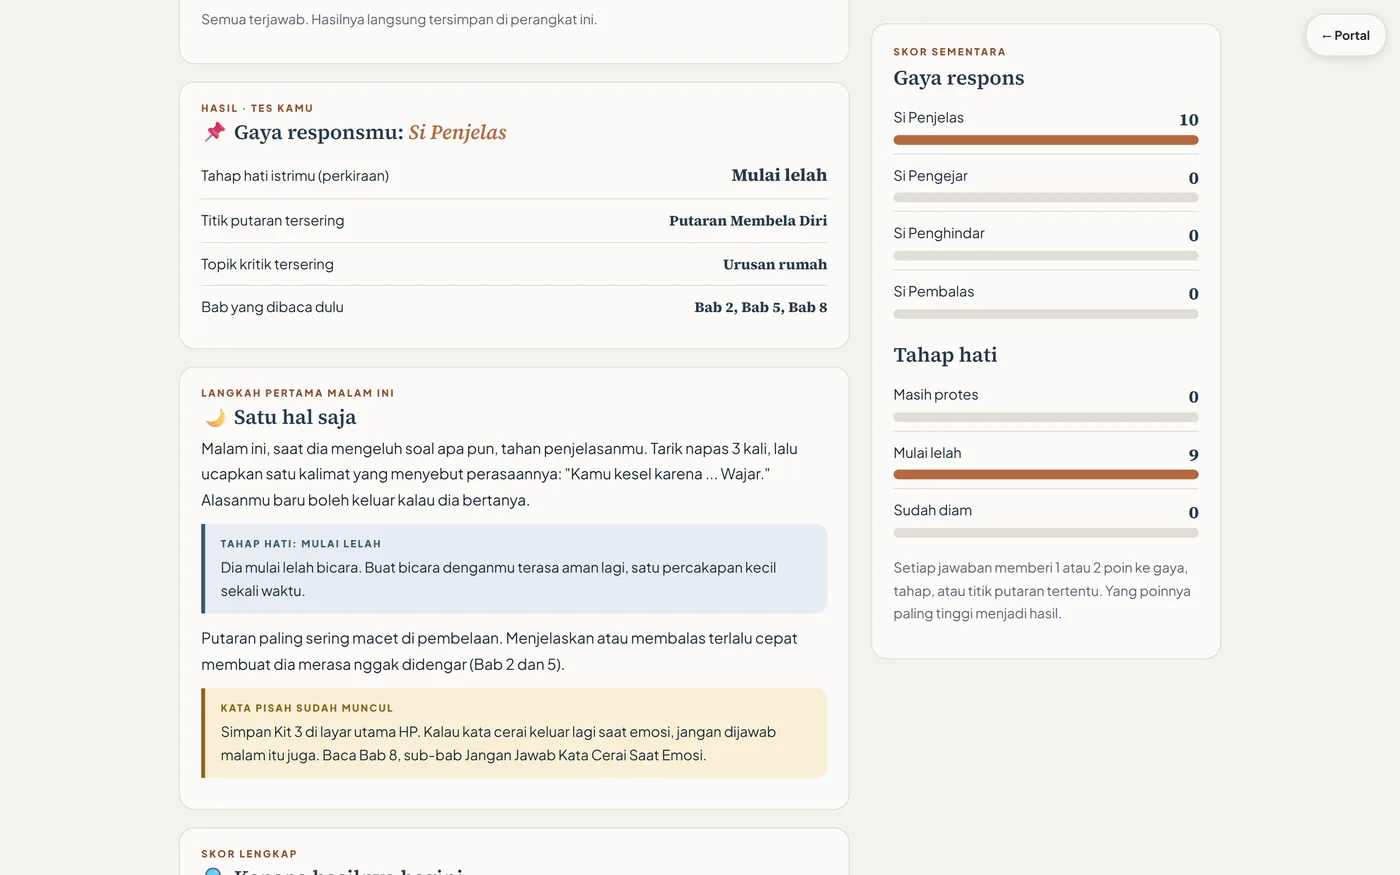 Semua terjawab. Hasilnya langsung tersimpan di perangkat ini.
HASIL · TES KAMU
Gaya responsmu: Si Penjelas
Tahap hati istrimu (perkiraan) Mulai lelah
Titik putaran tersering Putaran Membela Diri
Topik kritik tersering Urusan rumah
Bab yang dibaca dulu Bab 2, Bab 5, Bab 8
LANGKAH PERTAMA MALAM INI
Satu hal saja
Malam ini, saat dia mengeluh soal apa pun, tahan penjelasanmu. Tarik napas 3 kali, lalu
ucapkan satu kalimat yang menyebut perasaannya: "Kamu kesel karena ... Wajar."
Alasanmu baru boleh keluar kalau dia bertanya.
TAHAP HATI: MULAI LELAH
Dia mulai lelah bicara. Buat bicara denganmu terasa aman lagi, satu percakapan kecil
sekali waktu.
Putaran paling sering macet di pembelaan. Menjelaskan atau membalas terlalu cepat
membuat dia merasa nggak didengar (Bab 2 dan 5).
KATA PISAH SUDAH MUNCUL
Simpan Kit 3 di layar utama HP. Kalau kata cerai keluar lagi saat emosi, jangan dijawab
malam itu juga. Baca Bab 8, sub-bab Jangan Jawab Kata Cerai Saat Emosi.
SKOR LENGKAP
SKOR SEMENTARA
Gaya respons
Si Penjelas 10
Si Pengejar 0
Si Penghindar 0
Si Pembalas 0
Tahap hati
Masih protes 0
Mulai lelah 9
Sudah diam 0
Setiap jawaban memberi 1 atau 2 poin ke gaya,
tahap, atau titik putaran tertentu. Yang poinnya
paling tinggi menjadi hasil.
← Portal